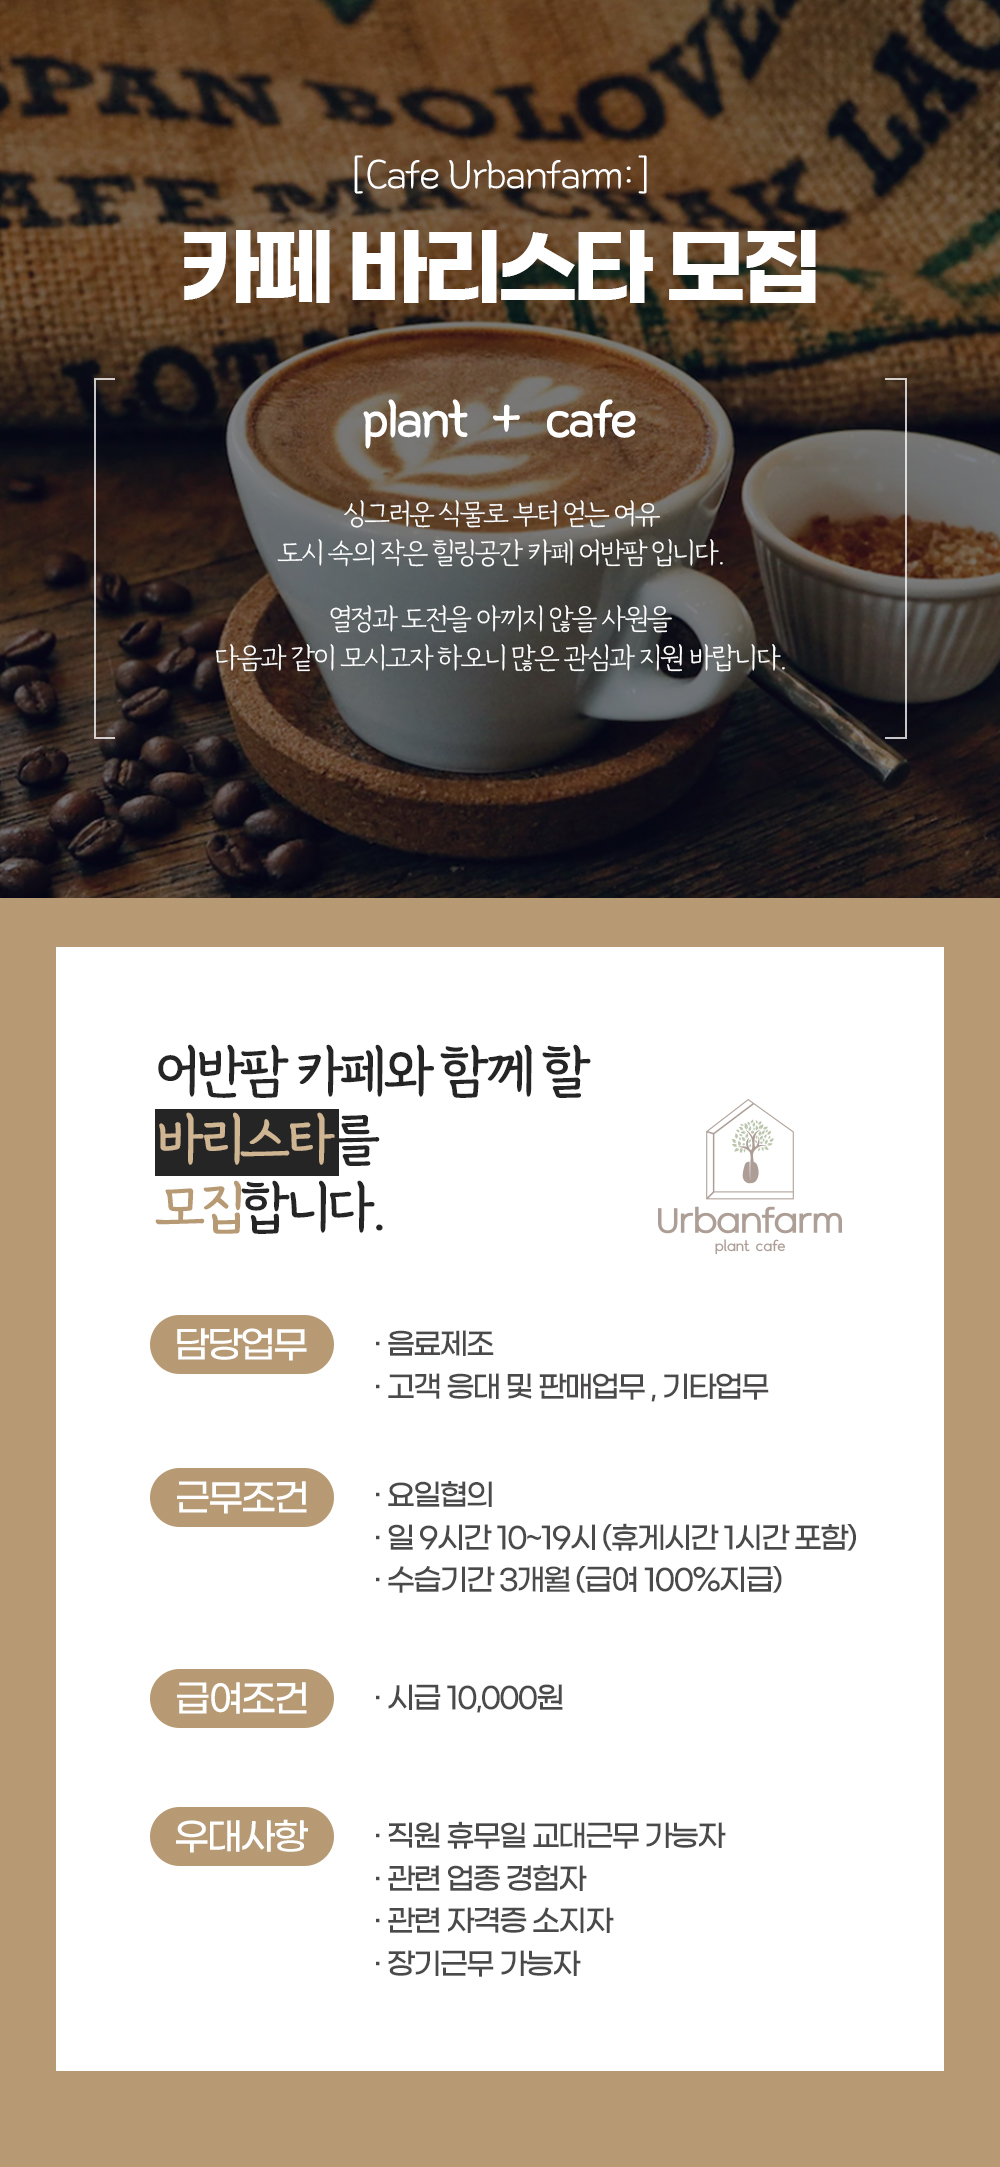 SPAN BOLOVE
LAO
AFE MA CHAK
LOT
[Cafe Urbanfarm:]
카페 바리스타 모집
plant + cafe
싱그러운 식물로 부터 얻는 여유
도시 속의 작은 힐링공간 카페 어반팜 입니다.
열정과 도전을 아끼지 않을 사원을
다음과 같이 모시고자 하오니 많은 관심과 지원 바랍니다.
어반팜 카페와 함께 할
바리스타를
모집합니다.
Urbanfarm
plant cafe
담당업무
· 음료제조
· 고객 응대 및 판매업무 , 기타업무
근무조건
· 요일협의
· 일 9시간 10~19시 (휴게시간 1시간 포함)
· 수습기간 3개월 (급여 100%지급)
급여조건
· 시급 10,000원
우대사항
· 직원 휴무일 교대근무 가능자
· 관련 업종 경험자
· 관련 자격증 소지자
· 장기근무 가능자